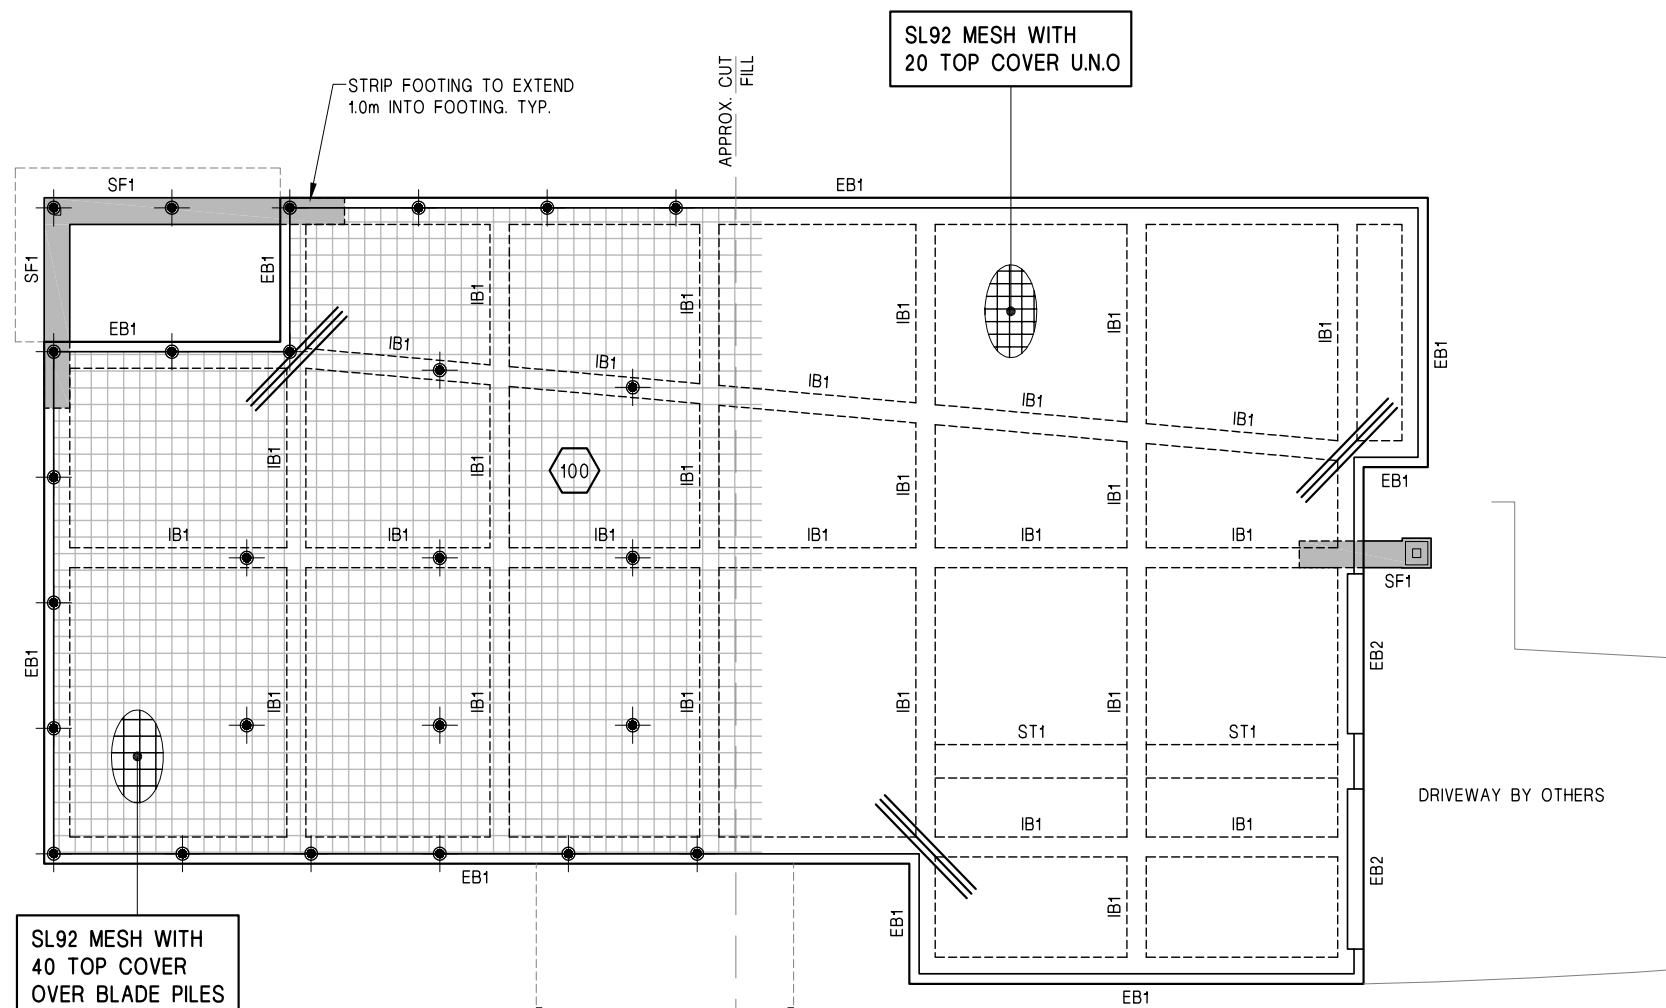 SL92 MESH WITH
20 TOP COVER U.N.O
STRIP FOOTING TO EXTEND
1.0m INTO FOOTING. TYP.
APPROX. CUT
FILL
SF1
EB1
SF1
EB1
EB1
IB1
IB1
IB1
IB1
IB1
EB1
IB1
IB1
IB1
IB1
IB1
IB1
IB1
IB1
IB1
IB1
100
EB1
IB1
IB1
IB1
IB1
IB1
IB1
SF1
EB1
IB1
IB1
IB1
IB1
IB1
EB2
ST1
ST1
DRIVEWAY BY OTHERS
IB1
IB1
EB2
EB1
EB1
IB1
EB1
SL92 MESH WITH
40 TOP COVER
OVER BLADE PILES